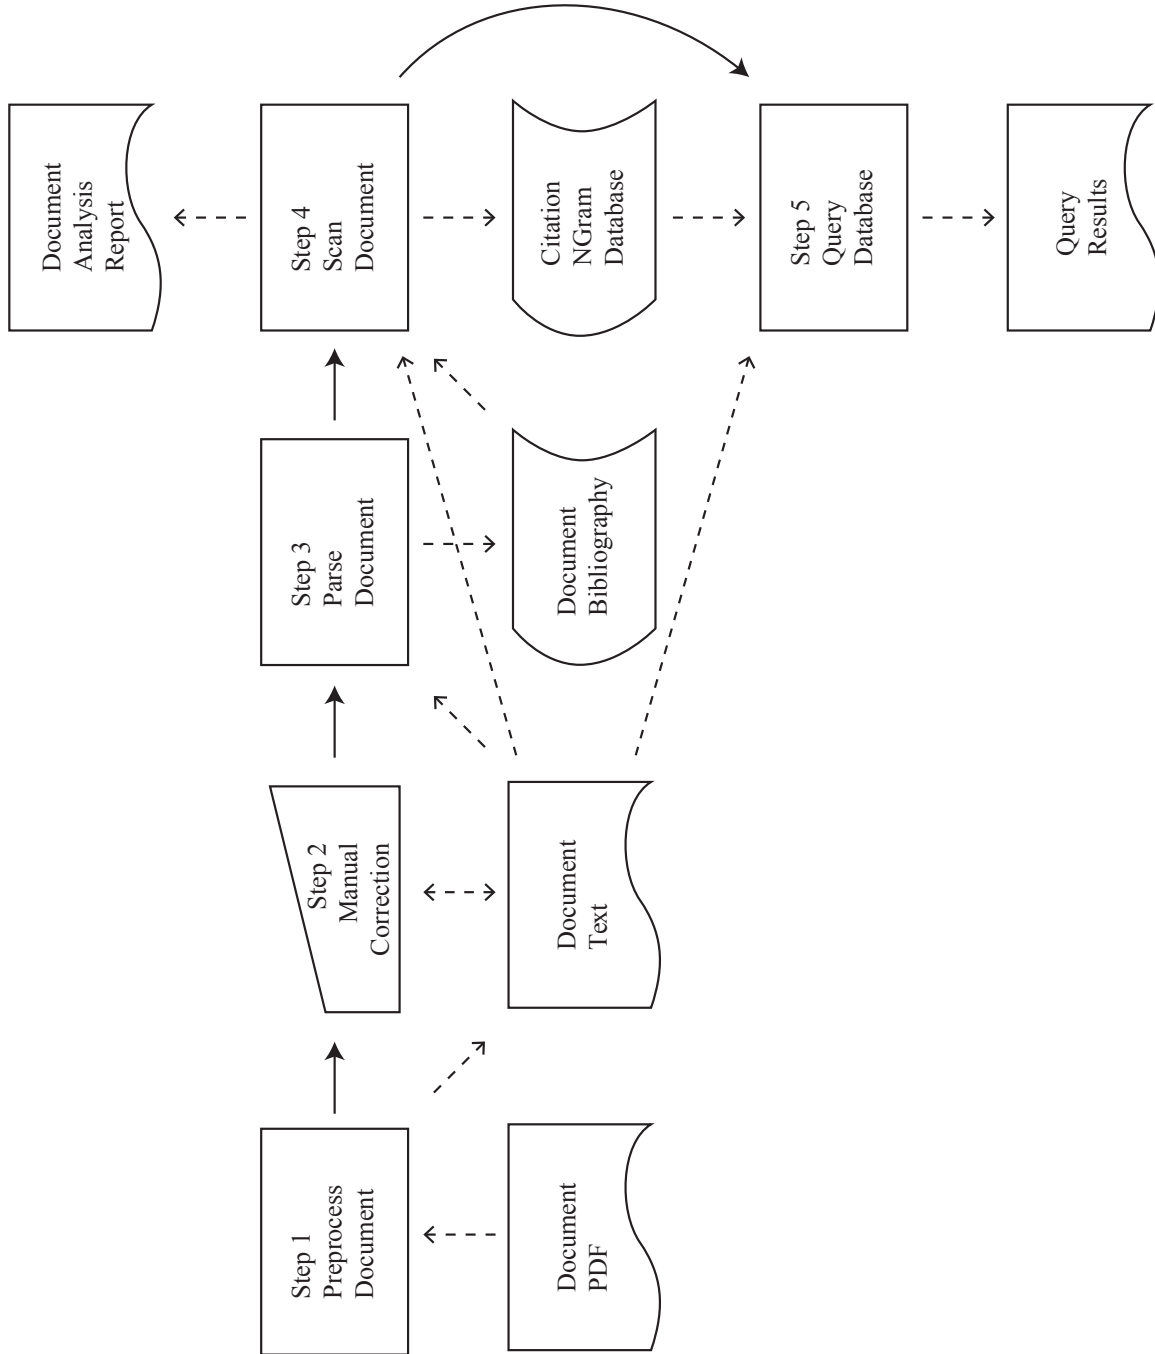 Document
Analysis
Report
Step 4
Scan
Document
Citation
NGram
Database
Step 5
Query
Database
Query
Results
Step 3
Parse
Document
Document
Bibliography
Step 2
Manual
Correction
Document
Text
Step 1
Preprocess
Document
Document
PDF